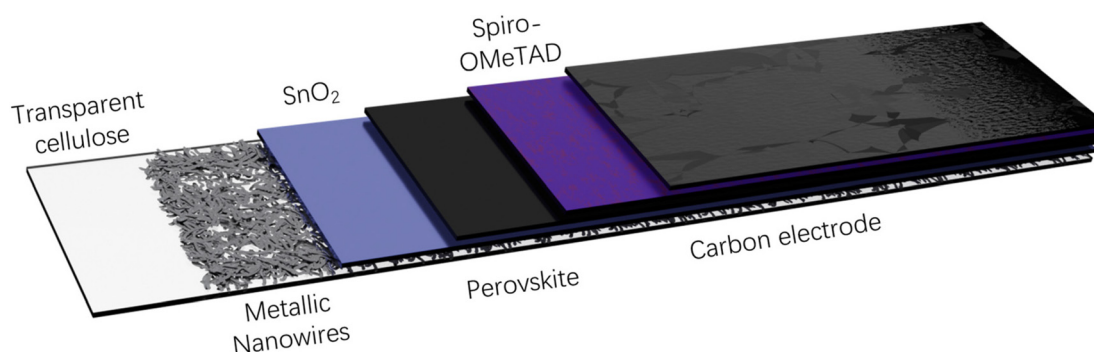 Spiro-
OMeTAD
SnO₂
Transparent
cellulose
Carbon electrode
Perovskite
Metallic
Nanowires